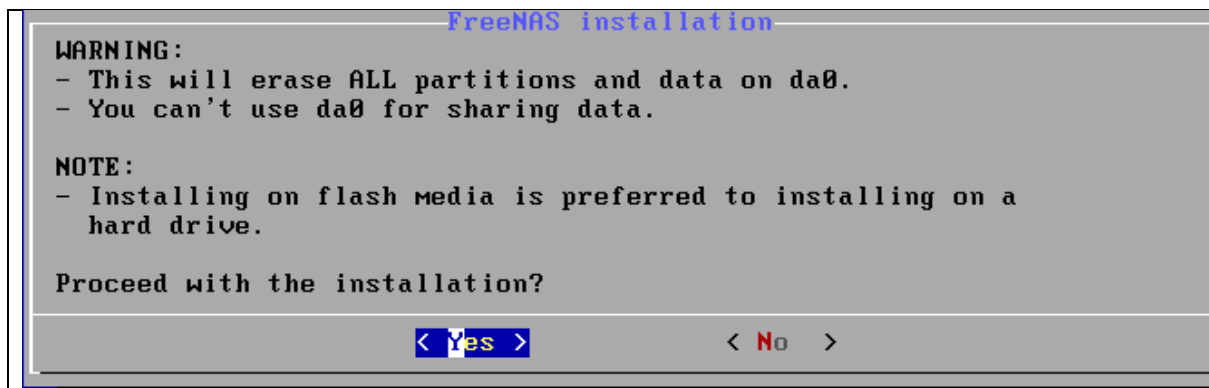 FreeNAS installation
WARNING:
- This will erase ALL partitions and data on da0.
- You can't use da0 for sharing data.
NOTE:
- Installing on flash media is preferred to installing on a
hard drive.
Proceed with the installation?
< Yes > < No >